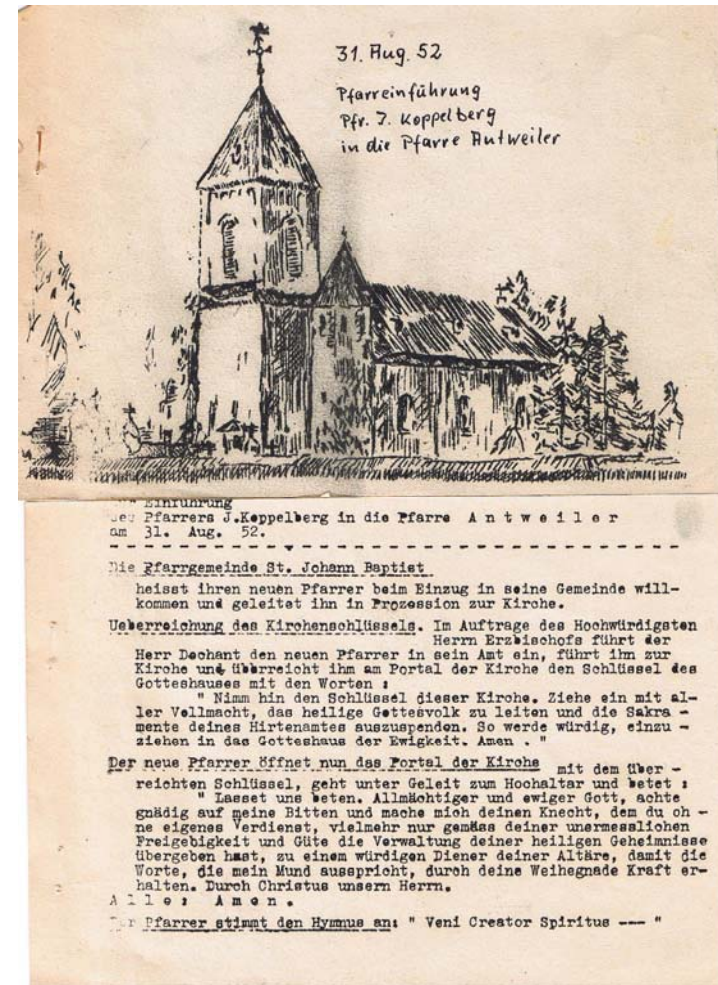 31. Aug. 52
Pfarreinführung
Pfr. J. Koppelberg
in die Pfarre Antweiler
Einführung
des Pfarrers J.Koppelberg in die Pfarre A n t w e i l e r
am 31. Aug. 52.
Die Pfarrgemeinde St. Johann Baptist
heisst ihren neuen Pfarrer beim Einzug in seine Gemeinde will-
kommen und geleitet ihn in Prozession zur Kirche.
Ueberreichung des Kirchenschlüssels. Im Auftrage des Hochwürdigsten
Herrn Erzbischofs führt der
Herr Dechant den neuen Pfarrer in sein Amt ein, führt ihn zur
Kirche und überreicht ihm am Portal der Kirche den Schlüssel des
Gotteshauses mit den Worten :
" Nimm hin den Schlüssel dieser Kirche. Ziehe ein mit al-
ler Vollmacht, das heilige Gottesvolk zu leiten und die Sakra -
mente deines Hirtenamtes auszuspenden. So werde würdig, einzu -
ziehen in das Gotteshaus der Ewigkeit. Amen . "
Der neue Pfarrer öffnet nun das Portal der Kirche mit dem über -
reichten Schlüssel, geht unter Geleit zum Hochaltar und betet :
" Lasset uns beten. Allmächtiger und ewiger Gott, achte
gnädig auf meine Bitten und mache mich deinen Knecht, dem du oh -
ne eigenes Verdienst, vielmehr nur gemäss deiner unermesslichen
Freigebigkeit und Güte die Verwaltung deiner heiligen Geheimnisse
übergeben hast, zu einem würdigen Diener deiner Altäre, damit die
Worte, die mein Mund ausspricht, durch deine Weihegnade Kraft er-
halten. Durch Christus unsern Herrn.
A l l e : A m e n .
Der Pfarrer stimmt den Hymnus an: " Veni Creator Spiritus --- "